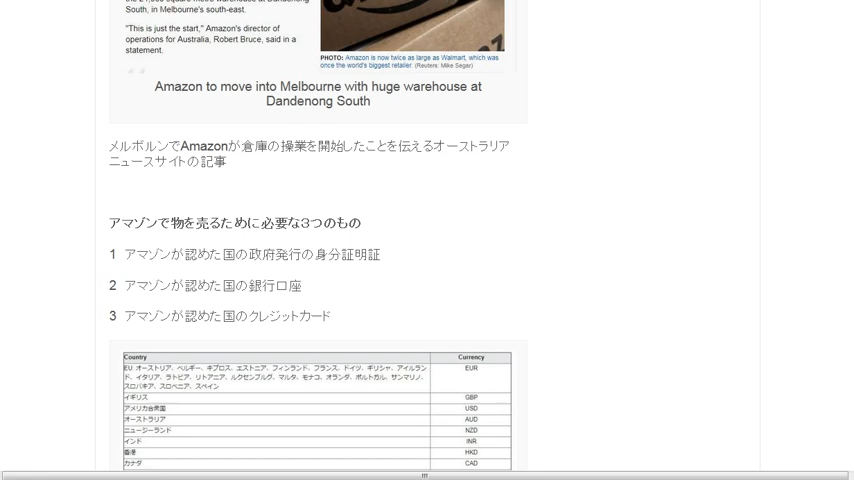 South, in Melbourne's south-east.
"This is just the start," Amazon's director of
operations for Australia, Robert Bruce, said in a
statement.
PHOTO: Amazon is now twice as large as Walmart, which was
once the world's biggest retailer. (Reuters: Mike Segar)
Amazon to move into Melbourne with huge warehouse at
Dandenong South
メルボルンでAmazonが倉庫の操業を開始したことを伝えるオーストラリア
ニュースサイトの記事
アマゾンで物を売るために必要な3つのもの
1 アマゾンが認めた国の政府発行の身分証明証
2 アマゾンが認めた国の銀行口座
3 アマゾンが認めた国のクレジットカード
Country Currency
EU オーストリア、ベルギー、キプロス、エストニア、フィンランド、フランス、ドイツ、ギリシャ、アイルラン EUR
ド、イタリア、ラトビア、リトアニア、ルクセンブルグ、マルタ、モナコ、オランダ、ポルトガル、サンマリノ、
スロバキア、スロベニア、スペイン
イギリス GBP
アメリカ合衆国 USD
オーストラリア AUD
ニュージーランド NZD
インド INR
香港 HKD
カナダ CAD